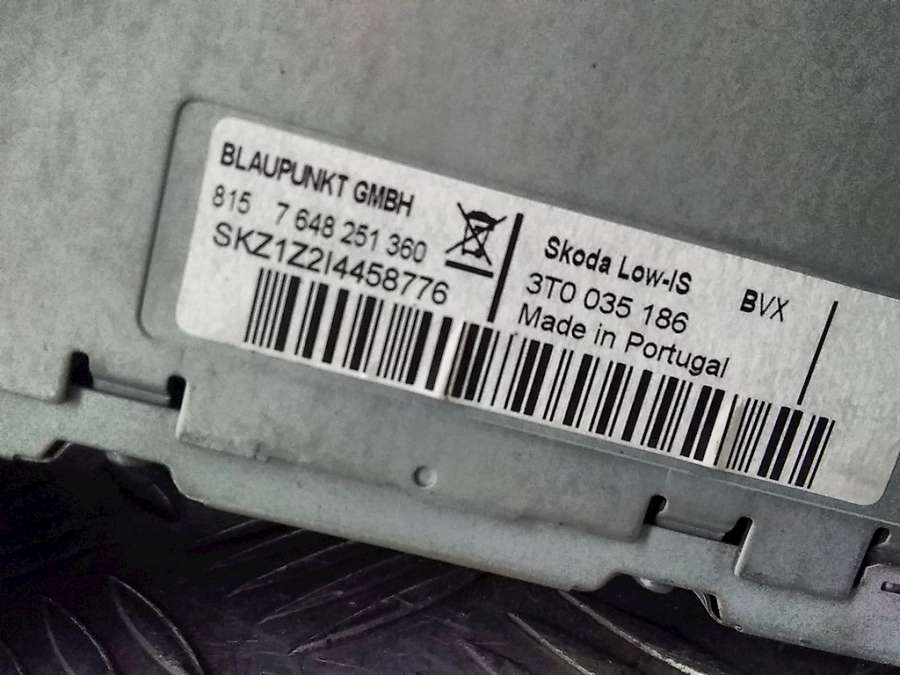 BLAUPUNKT GMBH
815 7 648 251 360
SKZ1Z2I4458776
Skoda Low-IS BVX
3T0 035 186
Made in Portugal